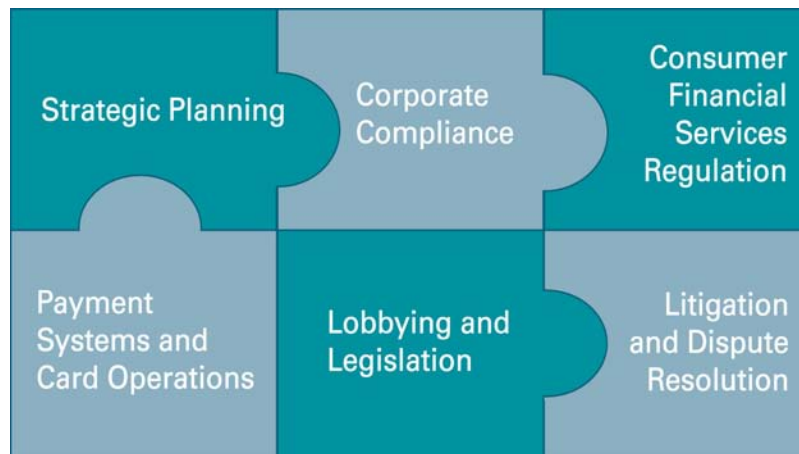 Strategic Planning
Corporate
Compliance
Consumer
Financial
Services
Regulation
Payment
Systems and
Card Operations
Lobbying and
Legislation
Litigation
and Dispute
Resolution